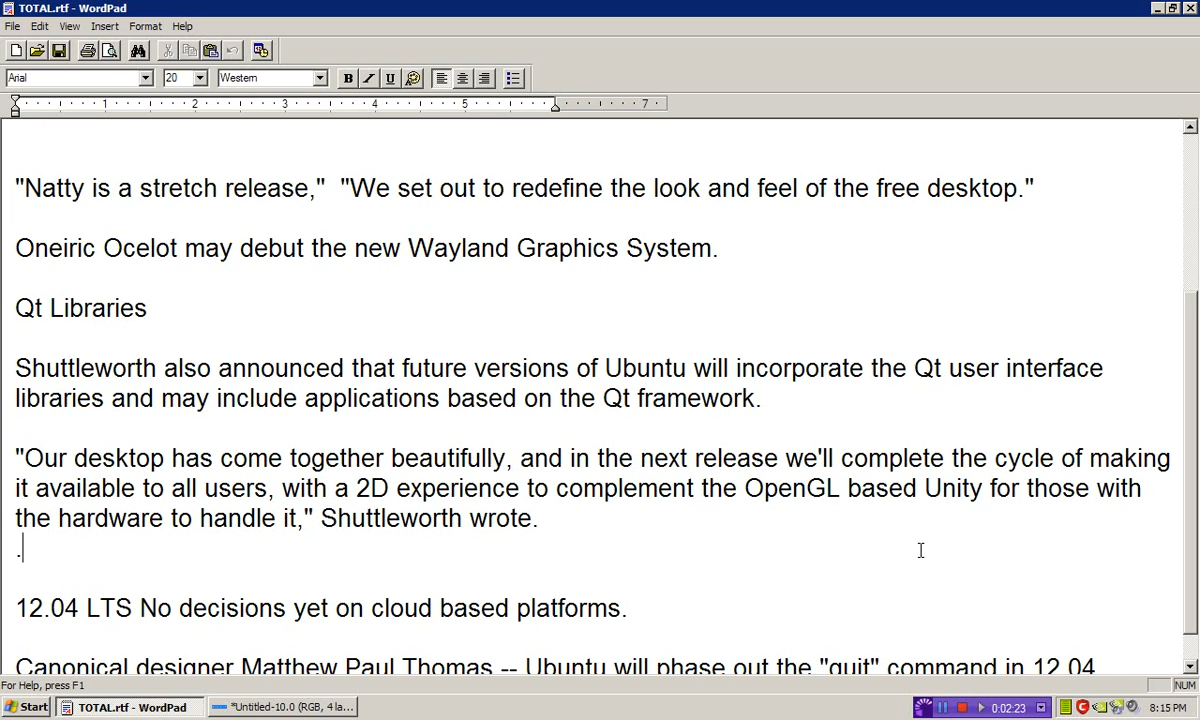 TOTAL.rtf - WordPad
File Edit View Insert Format Help
Arial 20 Western B I U
1 2 3 4 5 7
"Natty is a stretch release,"  "We set out to redefine the look and feel of the free desktop."
Oneiric Ocelot may debut the new Wayland Graphics System.
Qt Libraries
Shuttleworth also announced that future versions of Ubuntu will incorporate the Qt user interface
libraries and may include applications based on the Qt framework.
"Our desktop has come together beautifully, and in the next release we'll complete the cycle of making
it available to all users, with a 2D experience to complement the OpenGL based Unity for those with
the hardware to handle it," Shuttleworth wrote.
.
12.04 LTS No decisions yet on cloud based platforms.
Canonical designer Matthew Paul Thomas -- Ubuntu will phase out the "quit" command in 12.04
For Help, press F1 NUM
Start TOTAL.rtf - WordPad *Untitled-10.0 (RGB, 4 la... 0:02:23 8:15 PM